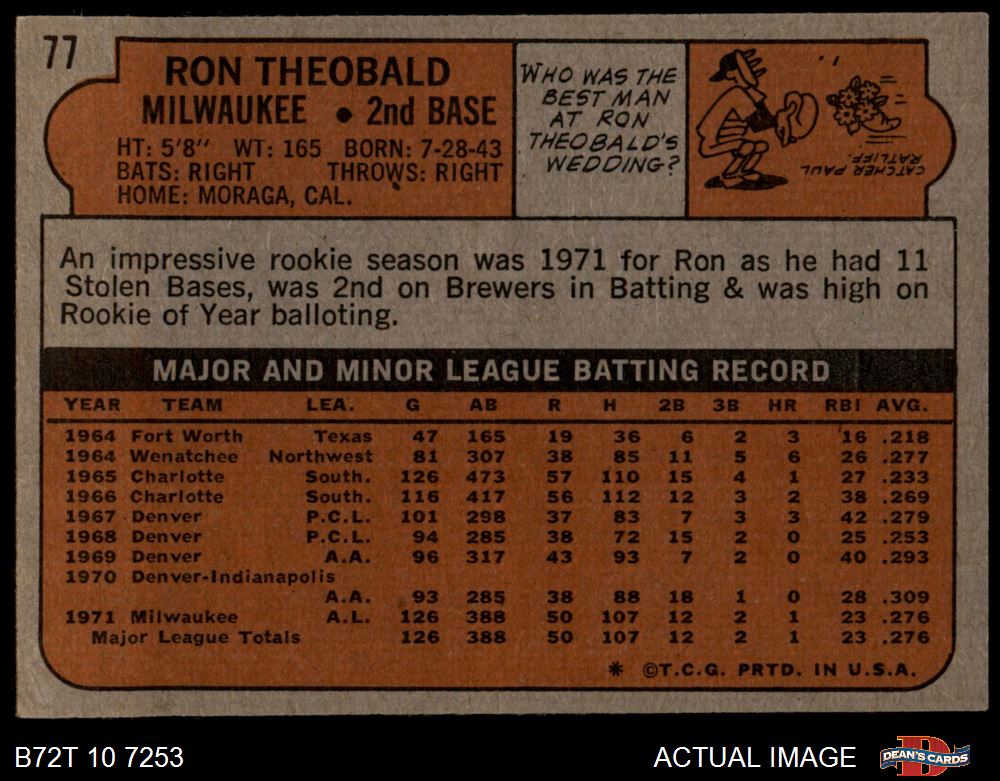 77
RON THEOBALD
MILWAUKEE • 2nd BASE
HT: 5'8" WT: 165 BORN: 7-28-43
BATS: RIGHT THROWS: RIGHT
HOME: MORAGA, CAL.
WHO WAS THE
BEST MAN
AT RON
THEOBALD'S
WEDDING?
CATCHER PAUL
RATLIFF.
An impressive rookie season was 1971 for Ron as he had 11
Stolen Bases, was 2nd on Brewers in Batting & was high on
Rookie of Year balloting.
MAJOR AND MINOR LEAGUE BATTING RECORD
YEAR TEAM LEA. G AB R H 2B 3B HR RBI AVG.
1964 Fort Worth Texas 47 165 19 36 6 2 3 16 .218
1964 Wenatchee Northwest 81 307 38 85 11 5 6 26 .277
1965 Charlotte South. 126 473 57 110 15 4 1 27 .233
1966 Charlotte South. 116 417 56 112 12 3 2 38 .269
1967 Denver P.C.L. 101 298 37 83 7 3 3 42 .279
1968 Denver P.C.L. 94 285 38 72 15 2 0 25 .253
1969 Denver A.A. 96 317 43 93 7 2 0 40 .293
1970 Denver-Indianapolis
A.A. 93 285 38 88 18 1 0 28 .309
1971 Milwaukee A.L. 126 388 50 107 12 2 1 23 .276
Major League Totals 126 388 50 107 12 2 1 23 .276
* ©T.C.G. PRTD. IN U.S.A.
B72T 10 7253
ACTUAL IMAGE
DEAN'S CARDS